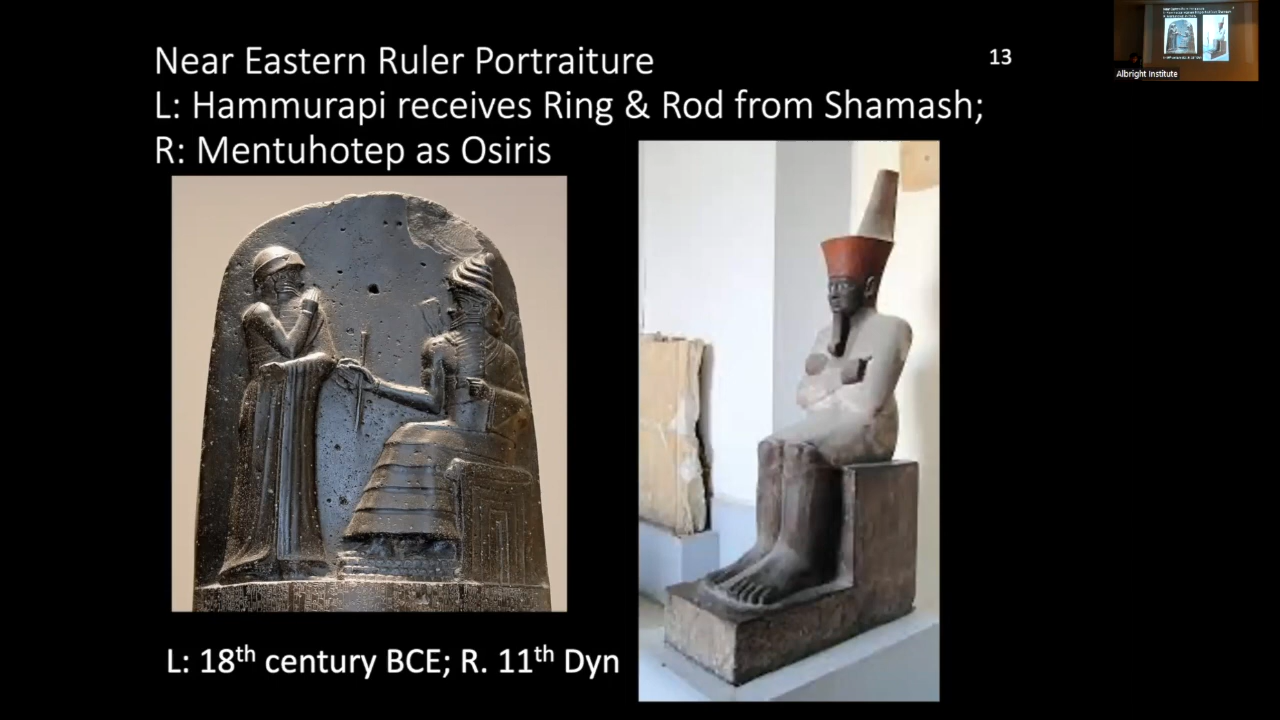 Near Eastern Ruler Portraiture
13
L: Hammurapi receives Ring & Rod from Shamash;
R: Mentuhotep as Osiris
L: 18th century BCE; R. 11th Dyn
Albright Institute